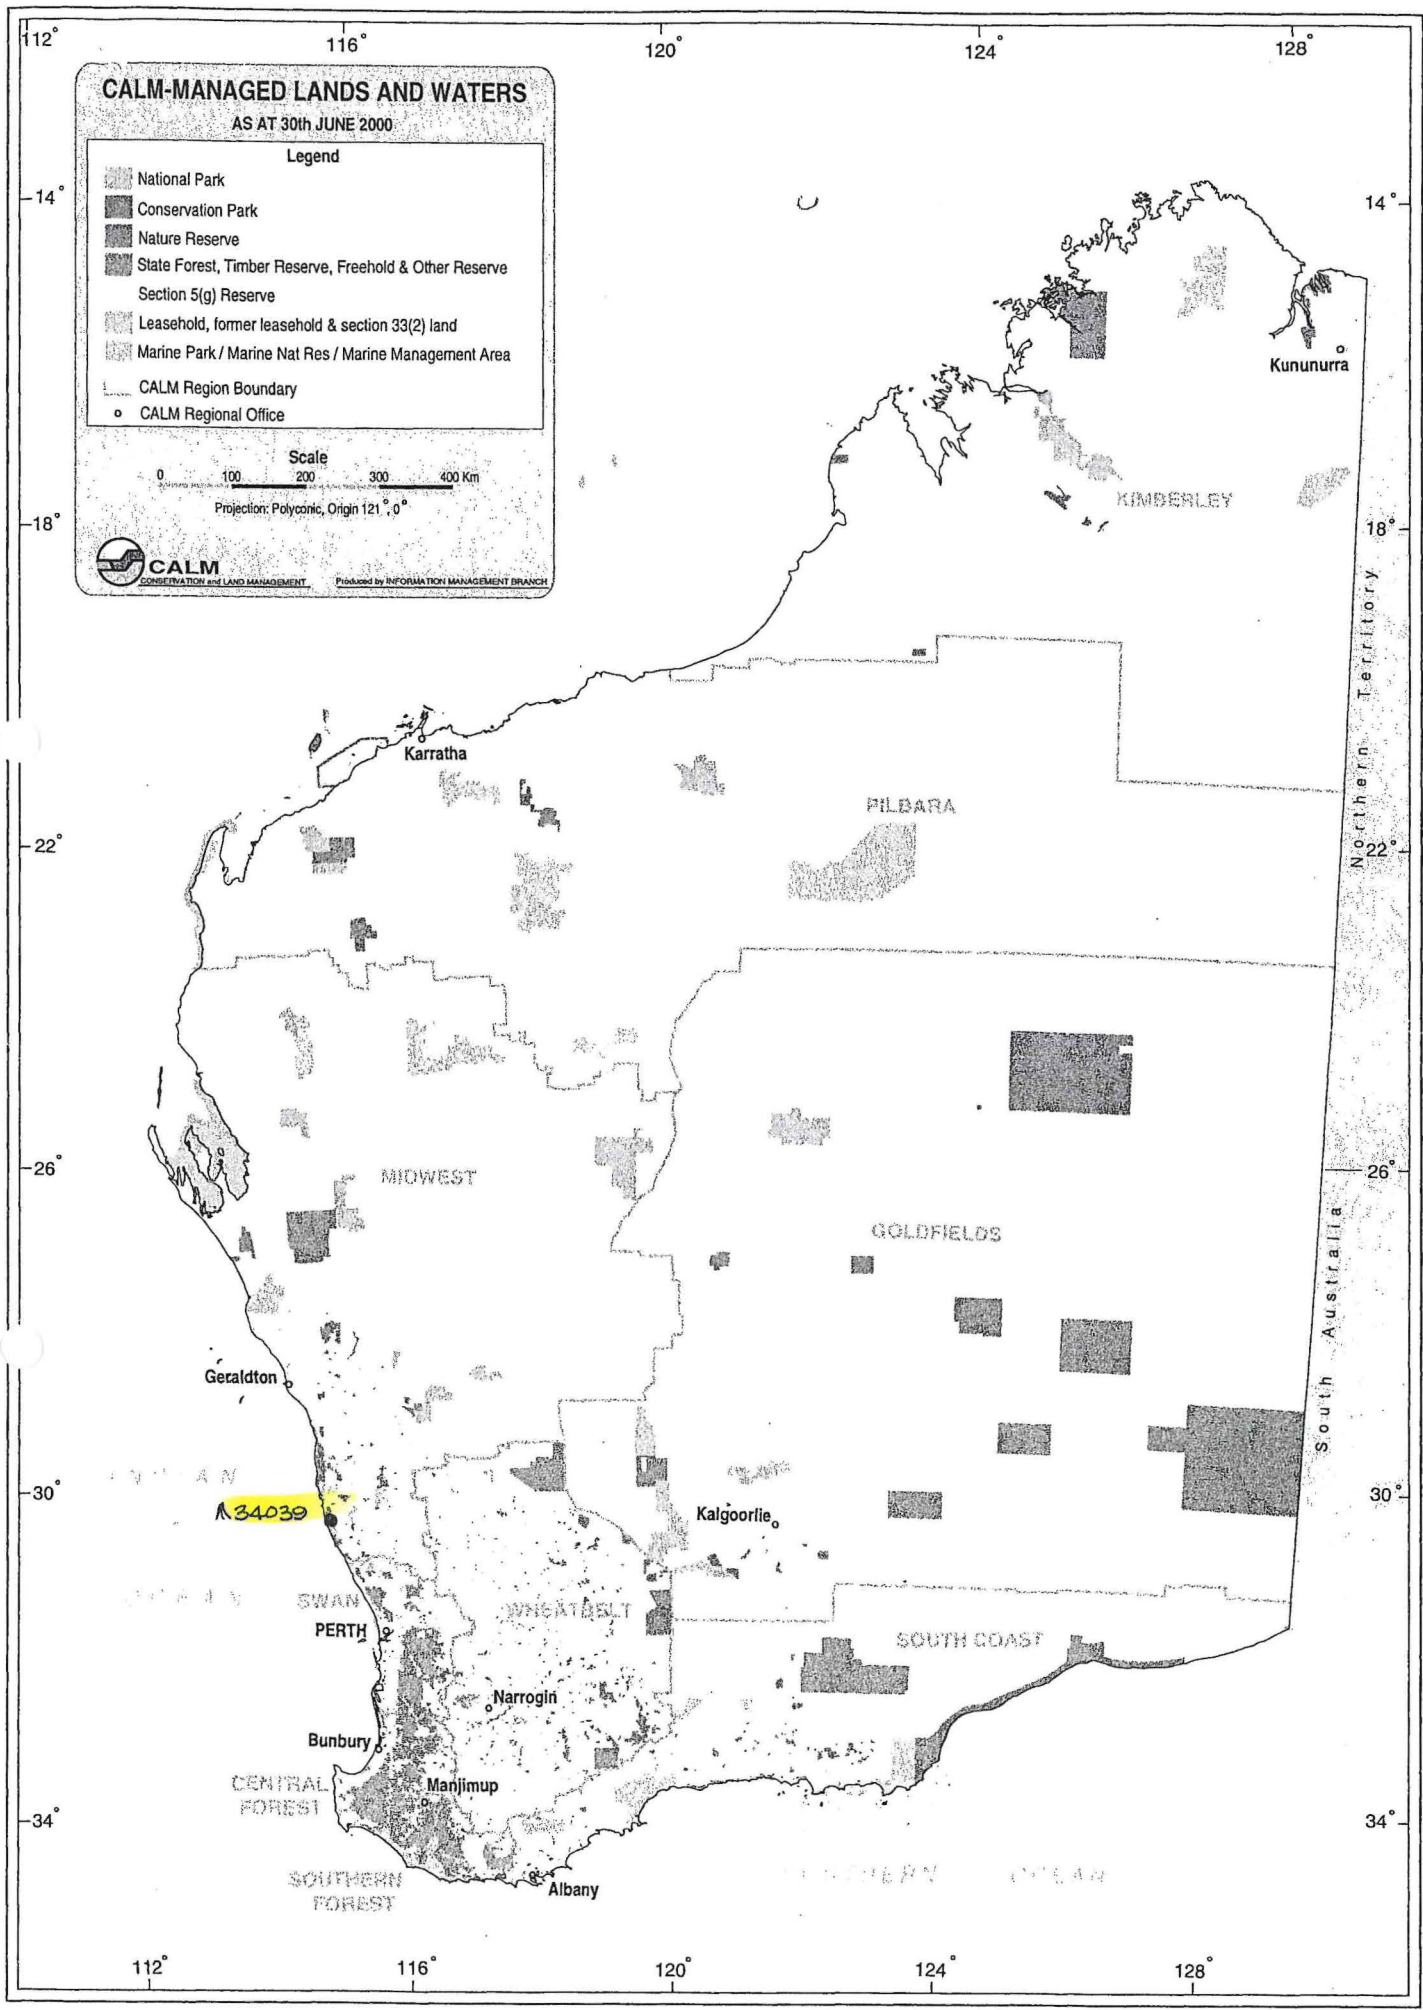 112° 116° 120° 124° 128°
CALM-MANAGED LANDS AND WATERS
AS AT 30th JUNE 2000
Legend
National Park
Conservation Park
Nature Reserve
State Forest, Timber Reserve, Freehold & Other Reserve
Section 5(g) Reserve
Leasehold, former leasehold & section 33(2) land
Marine Park / Marine Nat Res / Marine Management Area
CALM Region Boundary
CALM Regional Office
Scale
0 100 200 300 400 Km
Projection: Polyconic, Origin 121°, 0°
CALM
CONSERVATION and LAND MANAGEMENT Produced by INFORMATION MANAGEMENT BRANCH
14° 14°
Kununurra
KIMBERLEY
18° 18°
Northern Territory
Karratha
PILBARA
22° 22°
26° 26°
MIDWEST
GOLDFIELDS
South Australia
Geraldton
30° 30°
34039
Kalgoorlie
SWAN
WHEATBELT
PERTH
SOUTH COAST
Narrogin
Bunbury
CENTRAL
FOREST
Manjimup
34° 34°
SOUTHERN
FOREST
Albany
OCEAN
112° 116° 120° 124° 128°